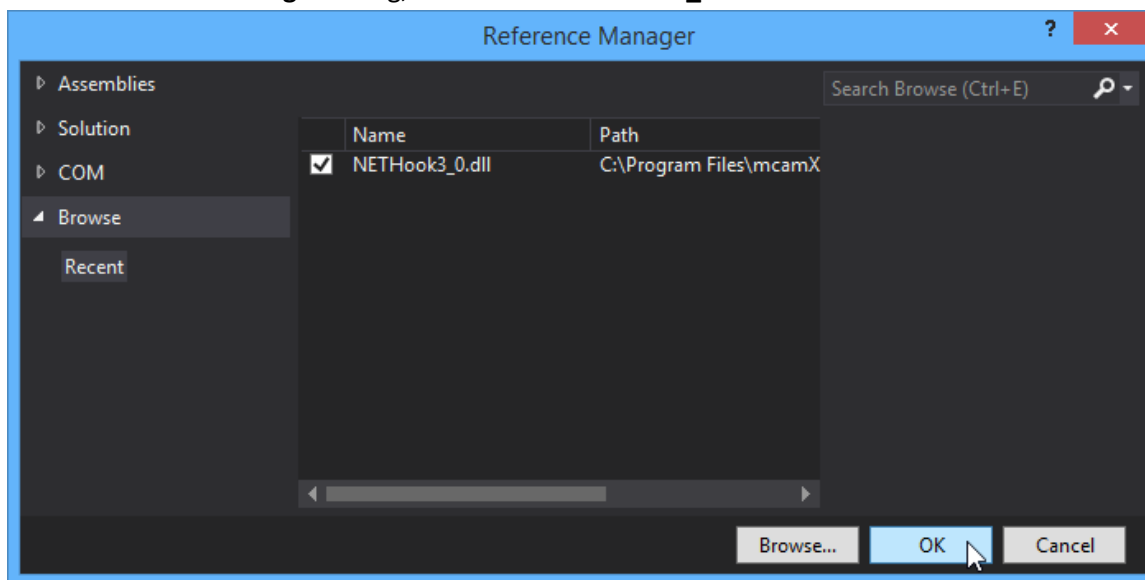 Reference Manager
?
Assemblies
Search Browse (Ctrl+E)
Solution
Name Path
NETHook3_0.dll C:\Program Files\mcamX
COM
Browse
Recent
Browse... OK Cancel